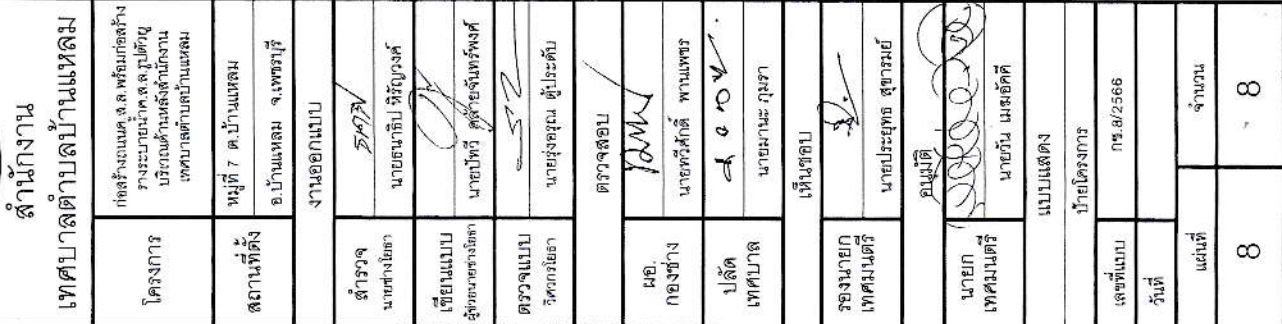 สำนักงาน
เทศบาลตำบลบ้านแหลม
โครงการ
ก่อสร้างถนนค.ส.ล.พร้อมก่อสร้าง
รางระบายน้ำค.ส.ล.รูปตัวยู
บริเวณด้านหลังสำนักงาน
เทศบาลตำบลบ้านแหลม
สถานที่ตั้ง
หมู่ที่ 7 ต.บ้านแหลม
อ.บ้านแหลม จ.เพชรบุรี
งานออกแบบ
สำรวจ
นายช่างโยธา
นายธนาธิป หิรัญวงศ์
เขียนแบบ
ผู้ช่วยนายช่างโยธา
นายปัทวี คล้ายจันทร์พงศ์
ตรวจแบบ
วิศวกรโยธา
นายรุ่งอรุณ ตู้ประดับ
ตรวจสอบ
ผอ.
กองช่าง
นายทวีศักดิ์ พานเพชร
ปลัด
เทศบาล
นายมานะ ภุมรา
เห็นชอบ
รองนายก
เทศมนตรี
นายประยุทธ สุขารมย์
อนุมัติ
นายก
เทศมนตรี
นายวัน เมฆอัคคี
แบบแสดง
ป้ายโครงการ
เลขที่แบบ
กช.8/2566
วันที่
แผ่นที่
จำนวน
8
8